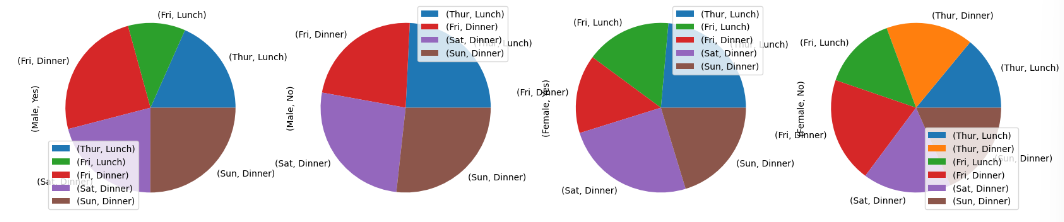 (Male, Yes)
(Thur, Lunch)
(Fri, Lunch)
(Fri, Dinner)
(Sun, Dinner)
(Thur, Lunch)
(Fri, Lunch)
(Fri, Dinner)
(Sat, Dinner)
(Sun, Dinner)
(Male, No)
(Fri, Dinner)
(Sat, Dinner)
(Sun, Dinner)
(Thur, Lunch)
(Fri, Dinner)
(Sat, Dinner)
(Sun, Dinner)
(Female, Yes)
(Fri, Lunch)
(Fri, Dinner)
(Sat, Dinner)
(Sun, Dinner)
(Thur, Lunch)
(Fri, Lunch)
(Fri, Dinner)
(Sat, Dinner)
(Sun, Dinner)
(Female, No)
(Thur, Lunch)
(Thur, Dinner)
(Fri, Lunch)
(Fri, Dinner)
(Sat, Dinner)
(Thur, Lunch)
(Thur, Dinner)
(Fri, Lunch)
(Fri, Dinner)
(Sat, Dinner)
(Sun, Dinner)